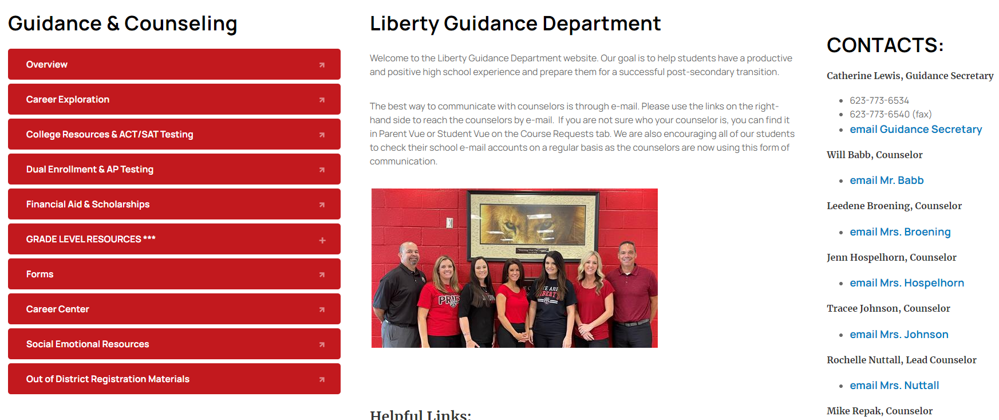 Guidance & Counseling
Overview
Career Exploration
College Resources & ACT/SAT Testing
Dual Enrollment & AP Testing
Financial Aid & Scholarships
GRADE LEVEL RESOURCES ***
Forms
Career Center
Social Emotional Resources
Out of District Registration Materials
Liberty Guidance Department
Welcome to the Liberty Guidance Department website. Our goal is to help students have a productive
and positive high school experience and prepare them for a successful post-secondary transition.
The best way to communicate with counselors is through e-mail. Please use the links on the right-
hand side to reach the counselors by e-mail.  If you are not sure who your counselor is, you can find it
in Parent Vue or Student Vue on the Course Requests tab. We are also encouraging all of our students
to check their school e-mail accounts on a regular basis as the counselors are now using this form of
communication.
PRIDE
WE ARE
LIBERTY
Helpful Links:
CONTACTS:
Catherine Lewis, Guidance Secretary
623-773-6534
623-773-6540 (fax)
email Guidance Secretary
Will Babb, Counselor
email Mr. Babb
Leedene Broening, Counselor
email Mrs. Broening
Jenn Hospelhorn, Counselor
email Mrs. Hospelhorn
Tracee Johnson, Counselor
email Mrs. Johnson
Rochelle Nuttall, Lead Counselor
email Mrs. Nuttall
Mike Repak, Counselor